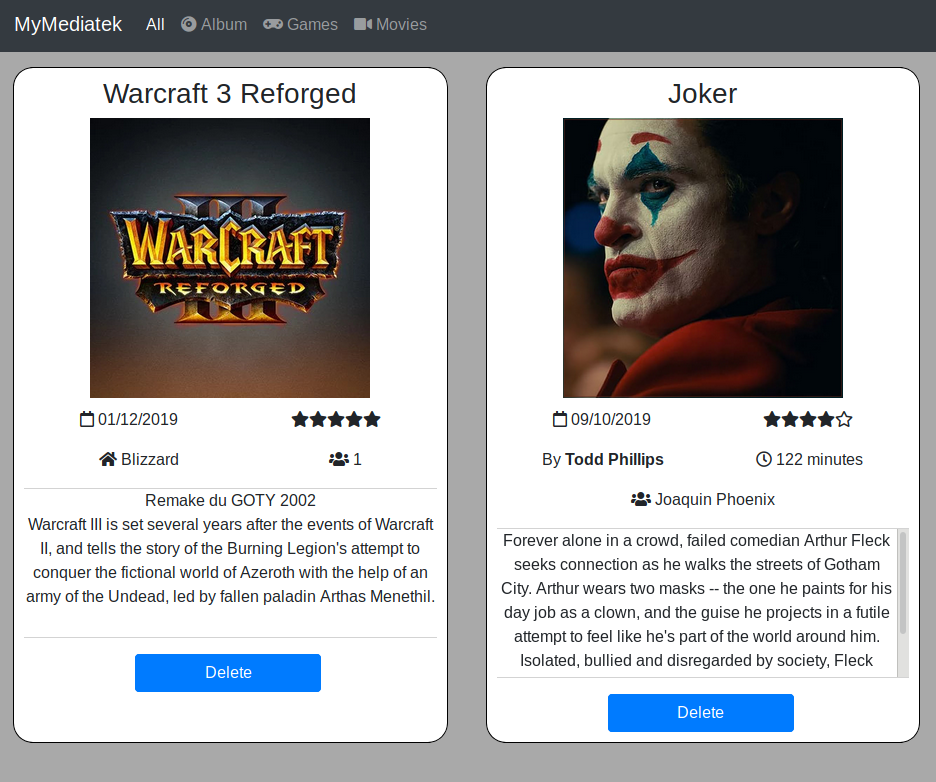 MyMediatek All Album Games Movies
Warcraft 3 Reforged
WARCRAFT
III
REFORGED
01/12/2019
Blizzard
1
Remake du GOTY 2002
Warcraft III is set several years after the events of Warcraft
II, and tells the story of the Burning Legion's attempt to
conquer the fictional world of Azeroth with the help of an
army of the Undead, led by fallen paladin Arthas Menethil.
Delete
Joker
09/10/2019
By Todd Phillips
122 minutes
Joaquin Phoenix
Forever alone in a crowd, failed comedian Arthur Fleck
seeks connection as he walks the streets of Gotham
City. Arthur wears two masks -- the one he paints for his
day job as a clown, and the guise he projects in a futile
attempt to feel like he's part of the world around him.
Isolated, bullied and disregarded by society, Fleck
Delete